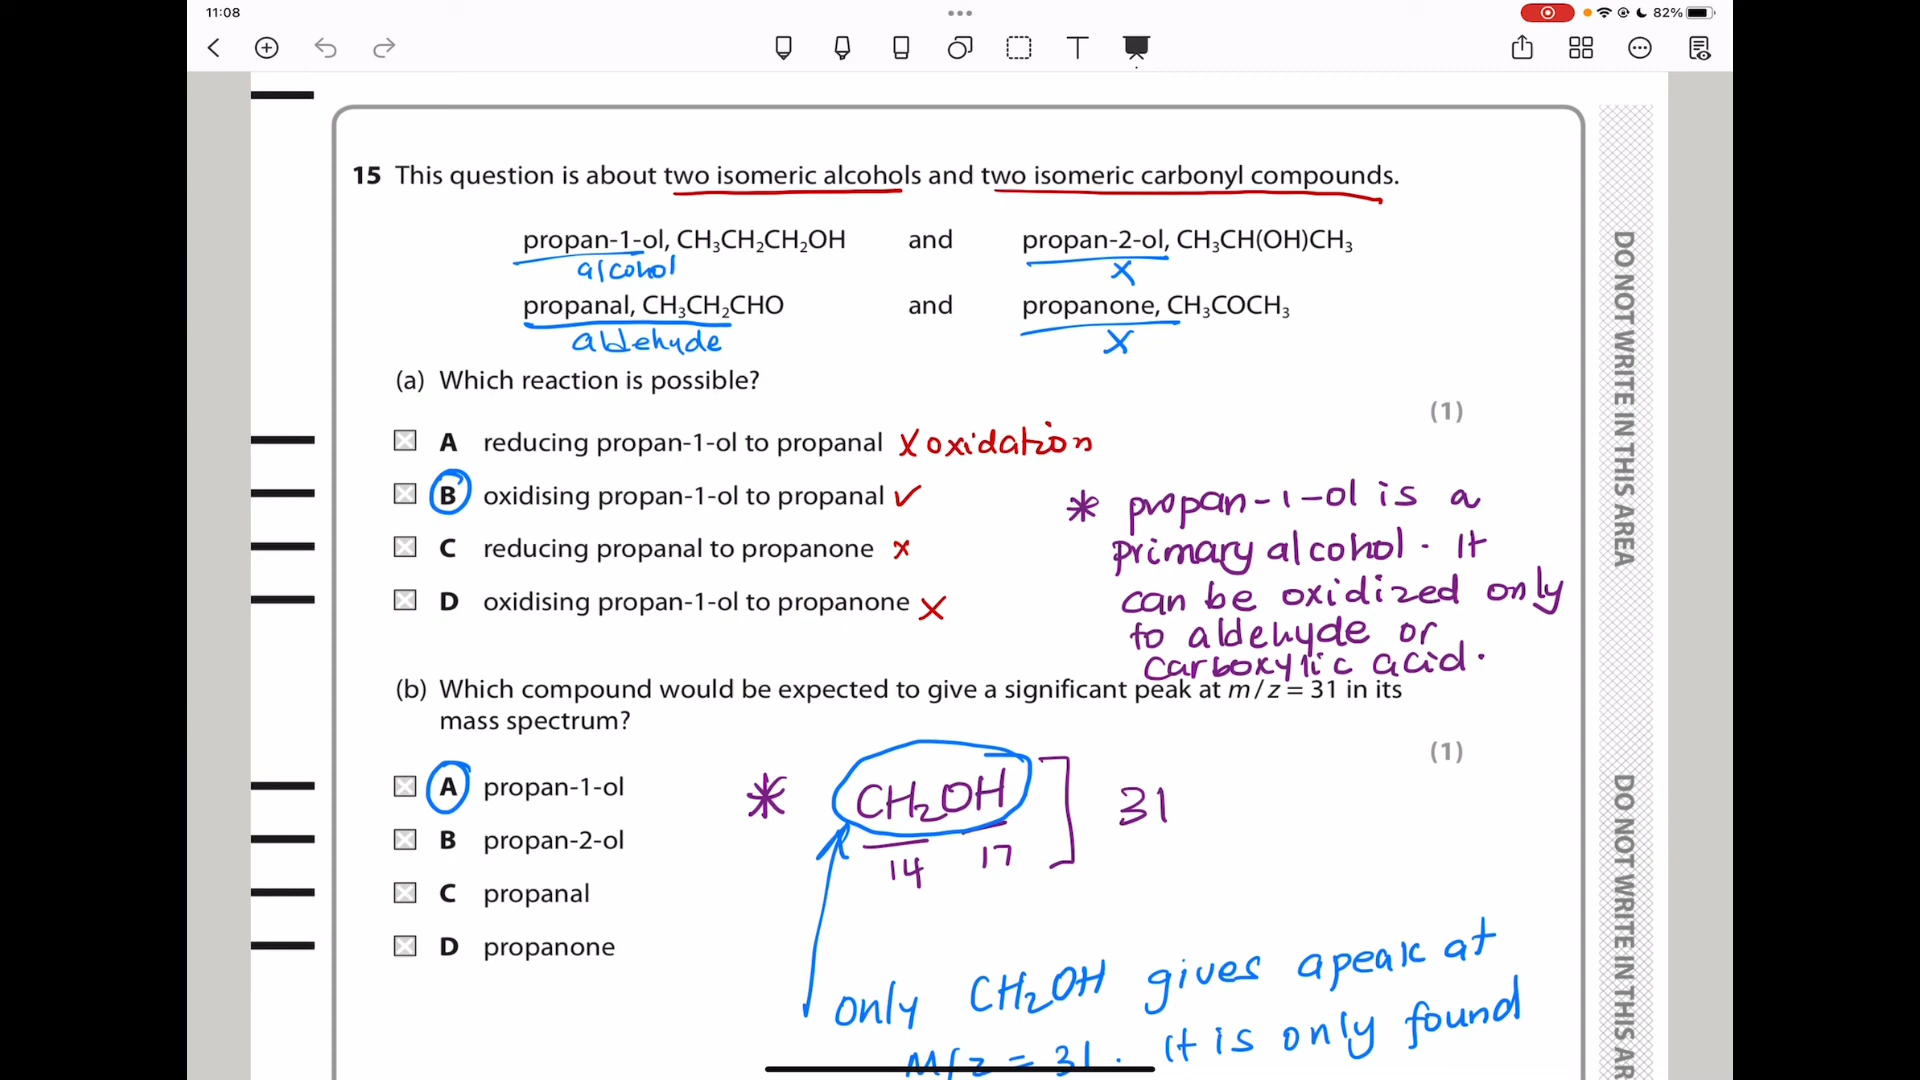 11:08
82%
15 This question is about two isomeric alcohols and two isomeric carbonyl compounds.
propan-1-ol, CH₃CH₂CH₂OH and propan-2-ol, CH₃CH(OH)CH₃
alcohol X
propanal, CH₃CH₂CHO and propanone, CH₃COCH₃
aldehyde X
(a) Which reaction is possible?
(1)
A reducing propan-1-ol to propanal X oxidation
B oxidising propan-1-ol to propanal ✓
C reducing propanal to propanone x
D oxidising propan-1-ol to propanone X
* propan-1-ol is a
primary alcohol. It
can be oxidized only
to aldehyde or
carboxylic acid.
(b) Which compound would be expected to give a significant peak at m/z = 31 in its
mass spectrum?
(1)
A propan-1-ol
B propan-2-ol
C propanal
D propanone
* CH₂OH ] 31
14 17
only CH₂OH gives a peak at
M/z = 31. It is only found
DO NOT WRITE IN THIS AREA
DO NOT WRITE IN THIS AR